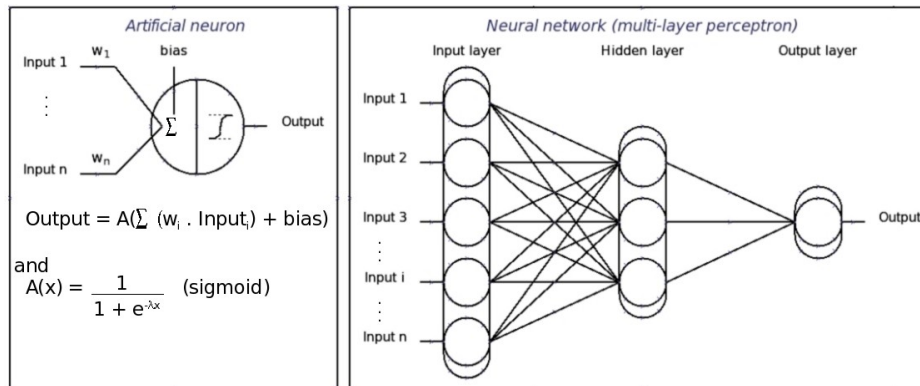 Artificial neuron
w1
bias
Input 1
⋮
Σ
Output
wn
Input n
Output = A(Σ (wi . Inputi) + bias)
and
A(x) = 1 / 1 + e-λx (sigmoid)
Neural network (multi-layer perceptron)
Input layer Hidden layer Output layer
Input 1
Input 2
Input 3
⋮
Output
Input i
⋮
Input n